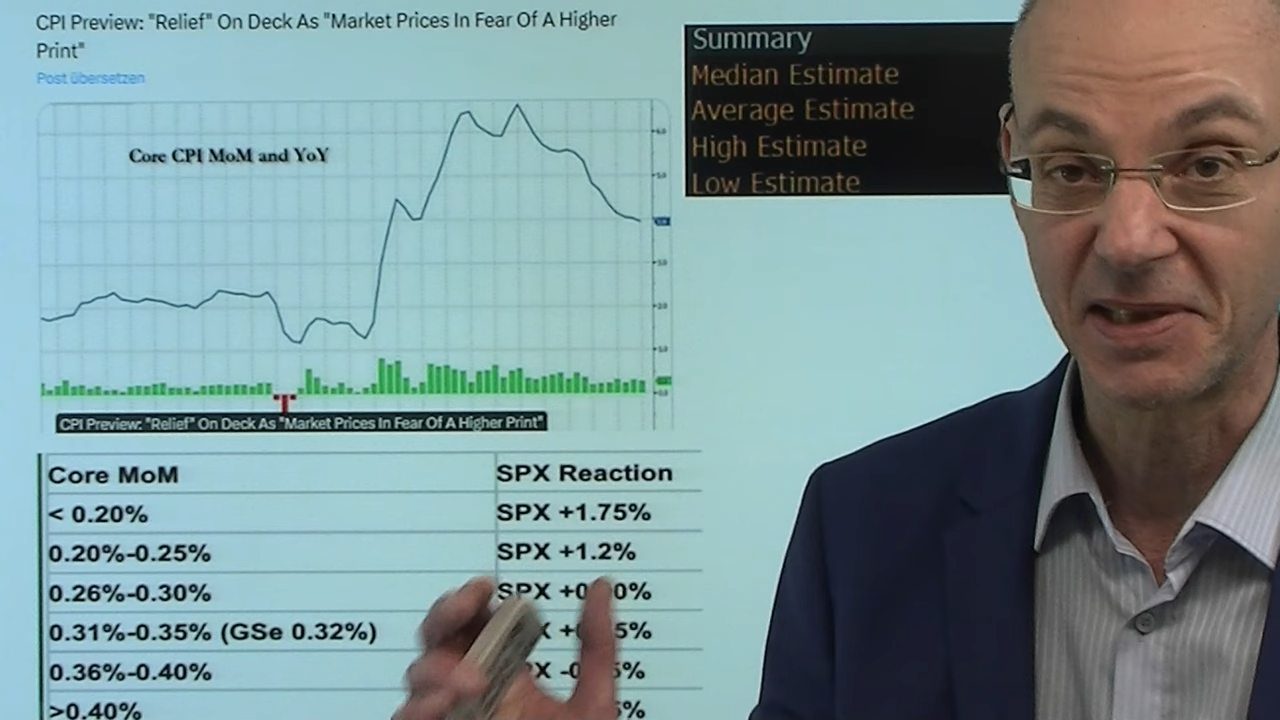 CPI Preview: "Relief" On Deck As "Market Prices In Fear Of A Higher
Print"
Post übersetzen
Core CPI MoM and YoY
CPI Preview: "Relief" On Deck As "Market Prices In Fear Of A Higher Print"
Summary
Median Estimate
Average Estimate
High Estimate
Low Estimate
Core MoM SPX Reaction
< 0.20% SPX +1.75%
0.20%-0.25% SPX +1.2%
0.26%-0.30% SPX
0.31%-0.35% (GSe 0.32%)
0.36%-0.40%
>0.40%